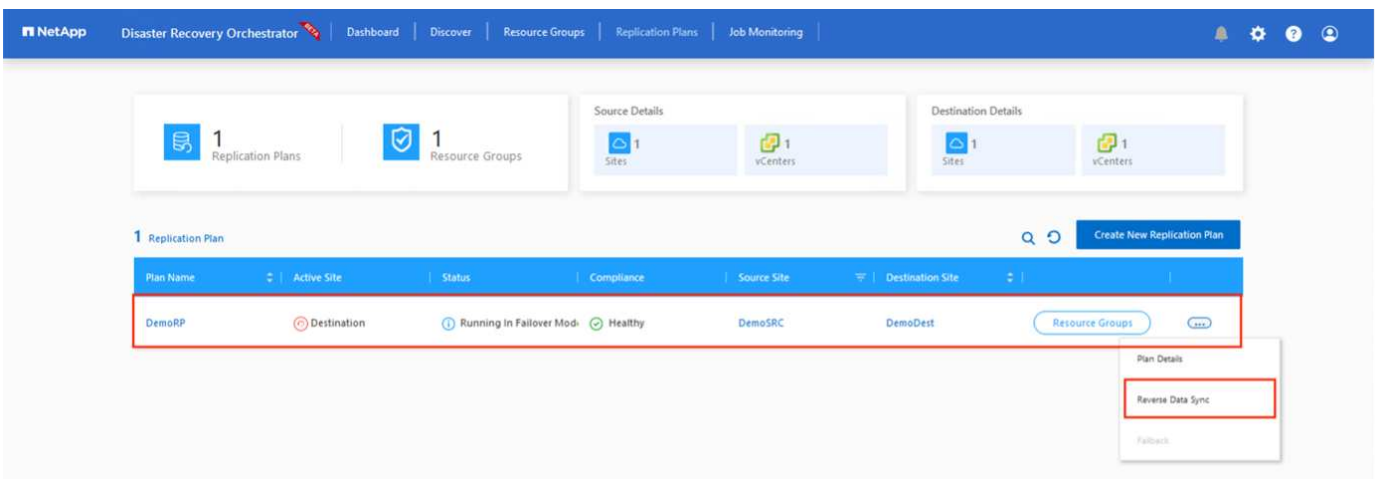 NetApp Disaster Recovery Orchestrator BETA Dashboard Discover Resource Groups Replication Plans Job Monitoring
1 Replication Plans
1 Resource Groups
Source Details
1 Sites
1 vCenters
Destination Details
1 Sites
1 vCenters
1 Replication Plan
Create New Replication Plan
Plan Name Active Site Status Compliance Source Site Destination Site
DemoRP Destination Running In Failover Mod Healthy DemoSRC DemoDest Resource Groups ...
Plan Details
Reverse Data Sync
Failback